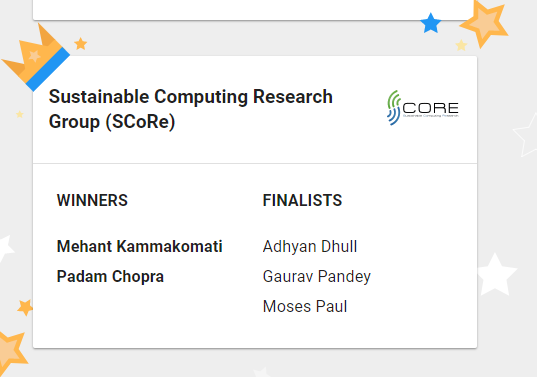 Sustainable Computing Research
Group (SCoRe)
SCORE
Sustainable Computing Research
WINNERS
FINALISTS
Mehant Kammakomati
Adhyan Dhull
Padam Chopra
Gaurav Pandey
Moses Paul